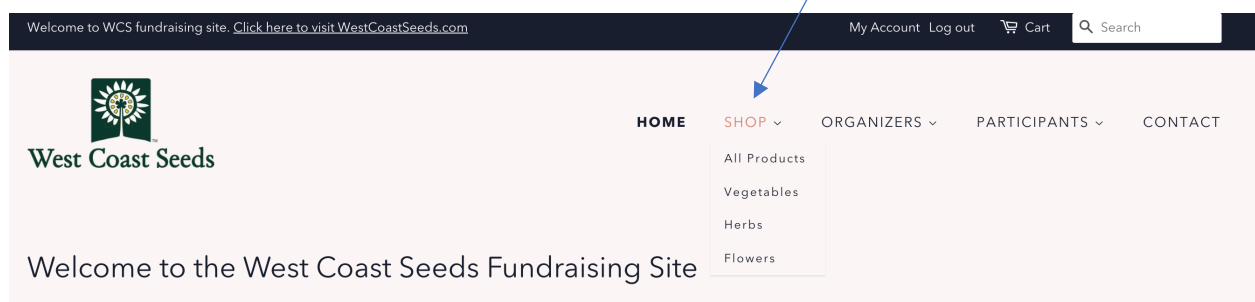 Welcome to WCS fundraising site. Click here to visit WestCoastSeeds.com
My Account Log out Cart Search
West Coast Seeds
HOME SHOP ORGANIZERS PARTICIPANTS CONTACT
All Products
Vegetables
Herbs
Flowers
Welcome to the West Coast Seeds Fundraising Site